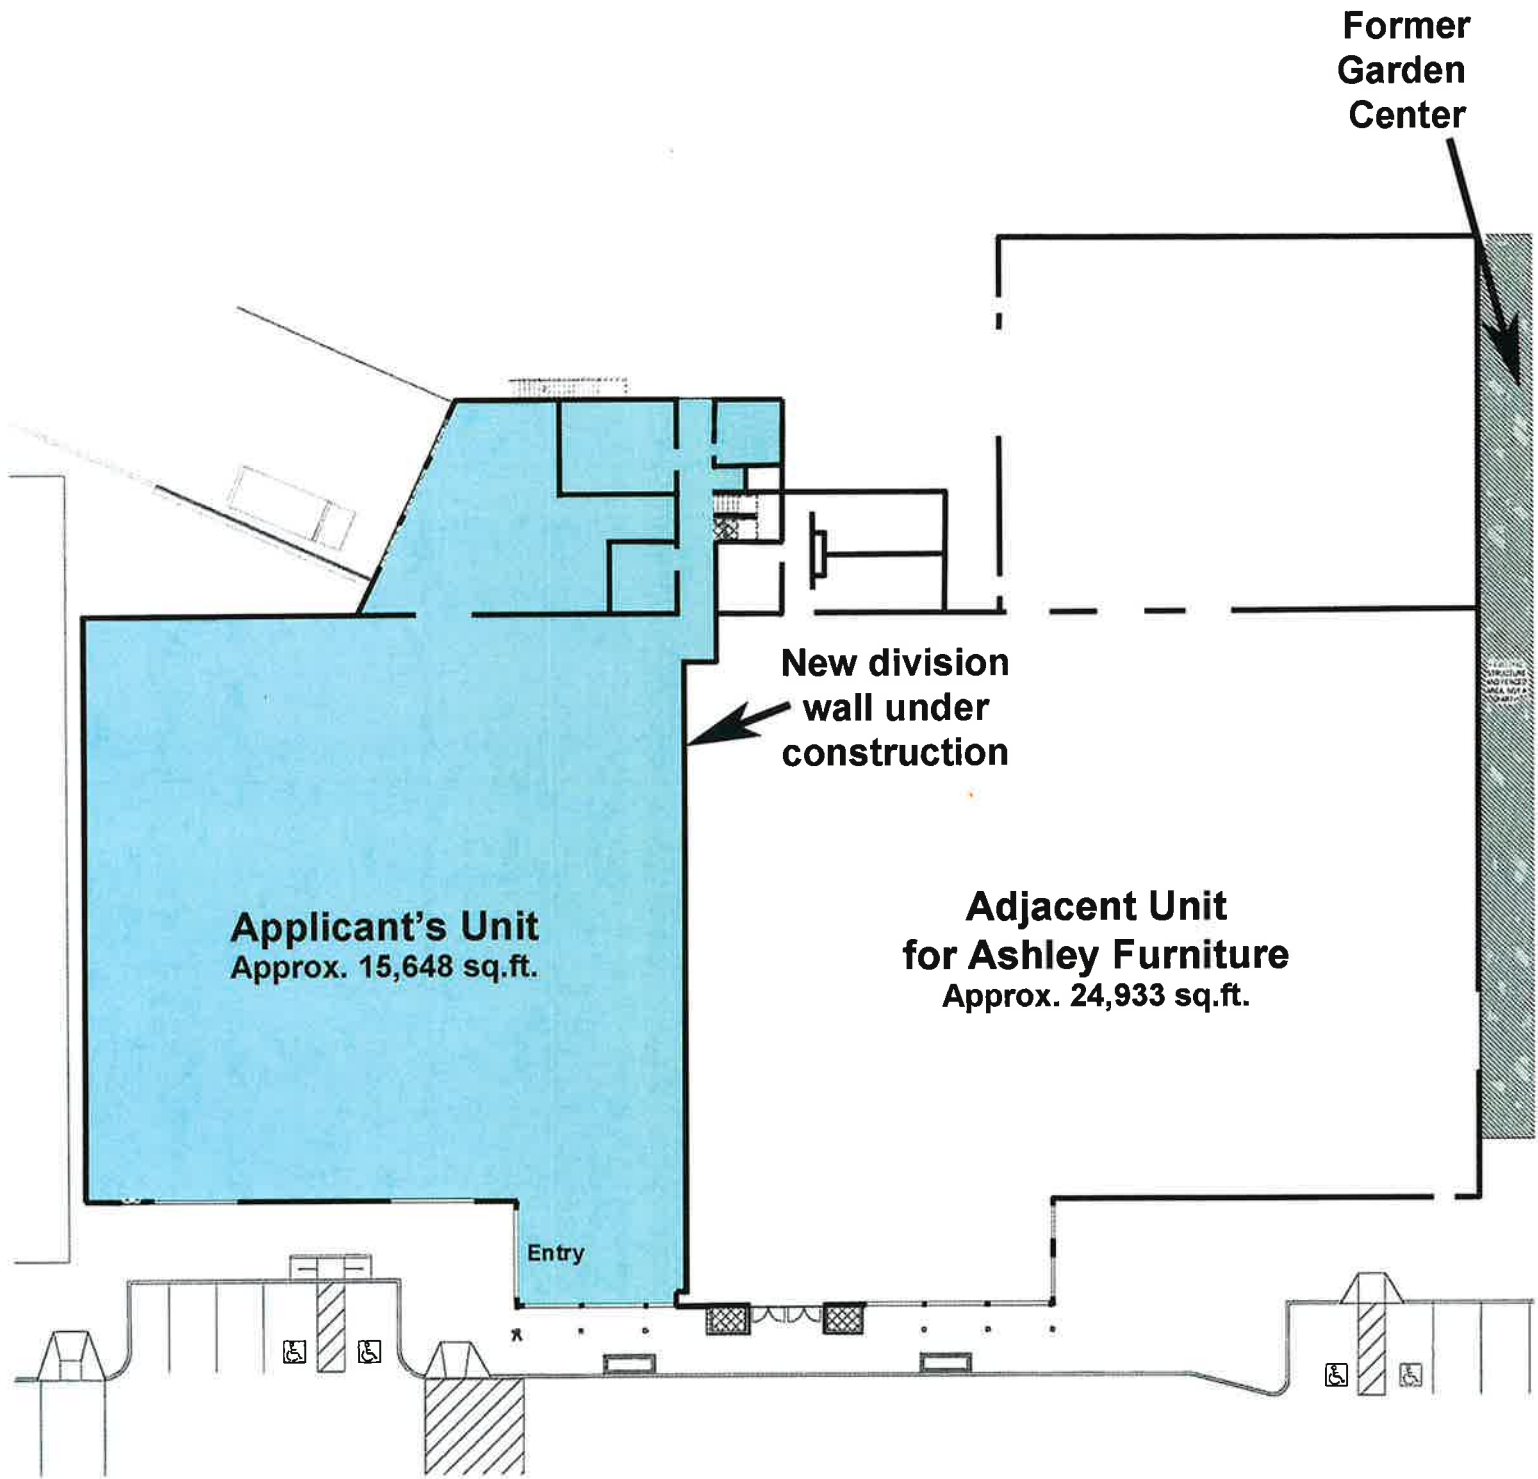 Former
Garden
Center
New division
wall under
construction
Applicant's Unit
Approx. 15,648 sq.ft.
Adjacent Unit
for Ashley Furniture
Approx. 24,933 sq.ft.
Entry